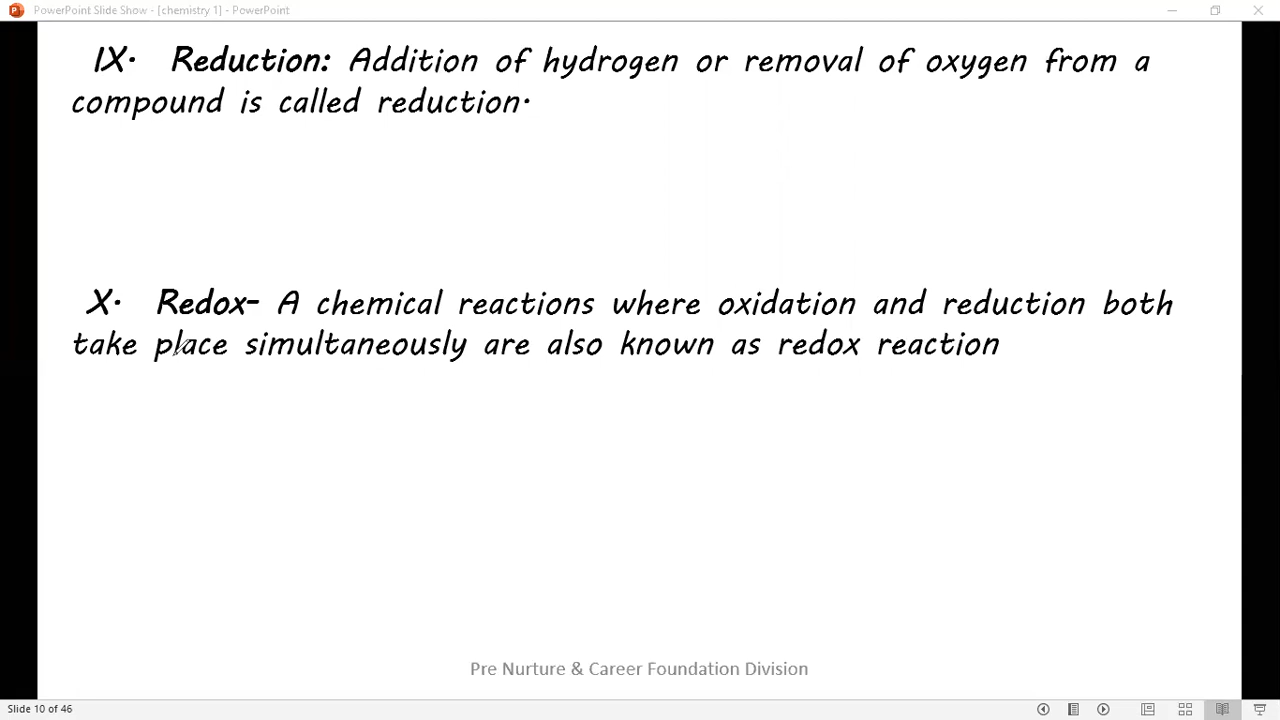 PowerPoint Slide Show - [chemistry 1] - PowerPoint
IX. Reduction: Addition of hydrogen or removal of oxygen from a
compound is called reduction.
X. Redox- A chemical reactions where oxidation and reduction both
take place simultaneously are also known as redox reaction
Pre Nurture & Career Foundation Division
Slide 10 of 46